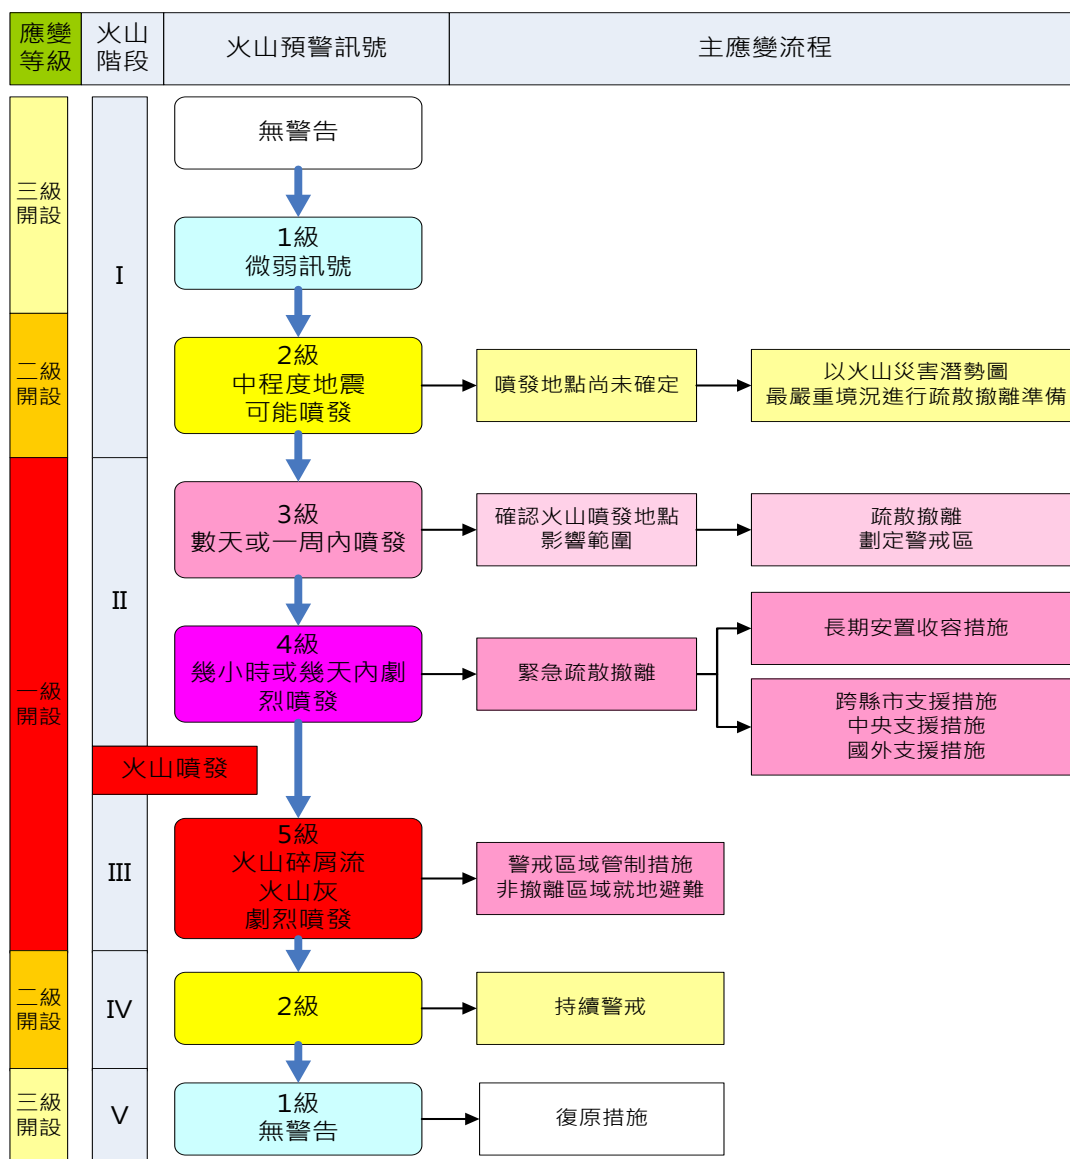 應變
等級
火山
階段
火山預警訊號
主應變流程
三級
開設
I
無警告
1級
微弱訊號
二級
開設
2級
中程度地震
可能噴發
噴發地點尚未確定
以火山災害潛勢圖
最嚴重境況進行疏散撤離準備
一級
開設
II
3級
數天或一周內噴發
確認火山噴發地點
影響範圍
疏散撤離
劃定警戒區
4級
幾小時或幾天內劇
烈噴發
緊急疏散撤離
長期安置收容措施
跨縣市支援措施
中央支援措施
國外支援措施
火山噴發
III
5級
火山碎屑流
火山灰
劇烈噴發
警戒區域管制措施
非撤離區域就地避難
二級
開設
IV
2級
持續警戒
三級
開設
V
1級
無警告
復原措施